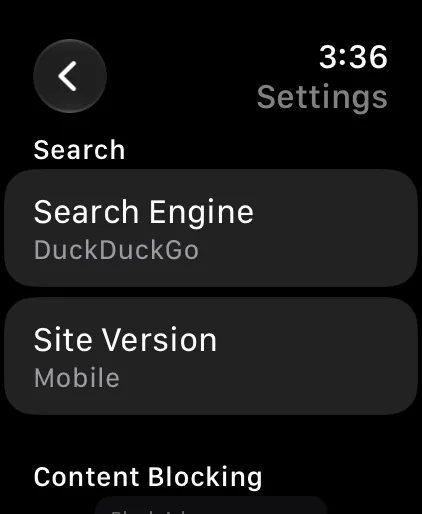 3:36
Settings
Search
Search Engine
DuckDuckGo
Site Version
Mobile
Content Blocking